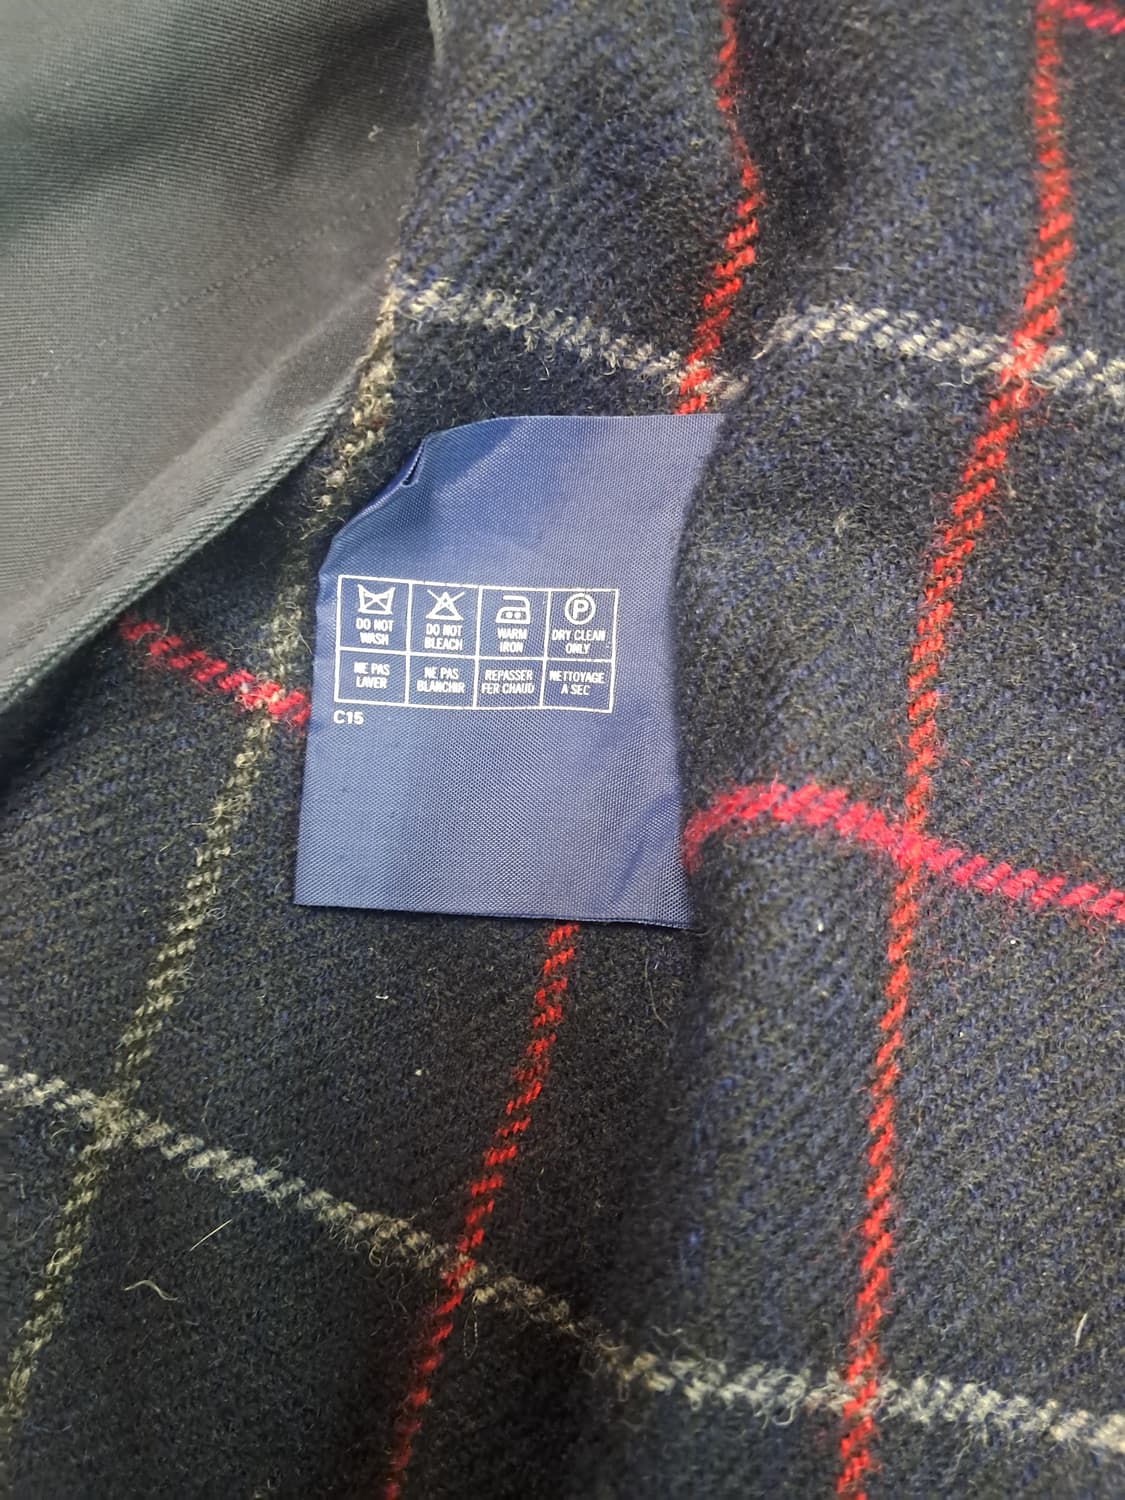 DO NOT
WASH
DO NOT
BLEACH
WARM
IRON
P
DRY CLEAN
ONLY
NE PAS
LAVER
NE PAS
BLANCHIR
REPASSER
FER CHAUD
NETTOYAGE
A SEC
C15